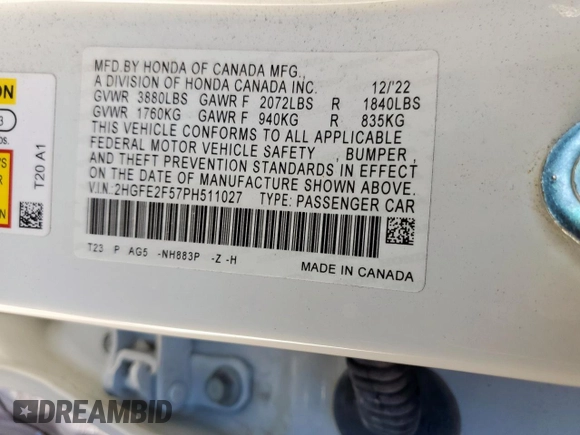 MFD.BY HONDA OF CANADA MFG.,
A DIVISION OF HONDA CANADA INC. 12/'22
GVWR 3880LBS GAWR F 2072LBS R 1840LBS
GVWR 1760KG GAWR F 940KG R 835KG
THIS VEHICLE CONFORMS TO ALL APPLICABLE
FEDERAL MOTOR VEHICLE SAFETY , BUMPER ,
AND THEFT PREVENTION STANDARDS IN EFFECT
ON THE DATE OF MANUFACTURE SHOWN ABOVE.
V.I.N: 2HGFE2F57PH511027 TYPE: PASSENGER CAR
T23 P AG5 -NH883P -Z -H
MADE IN CANADA
ON
3
T20 A1
DREAMBID